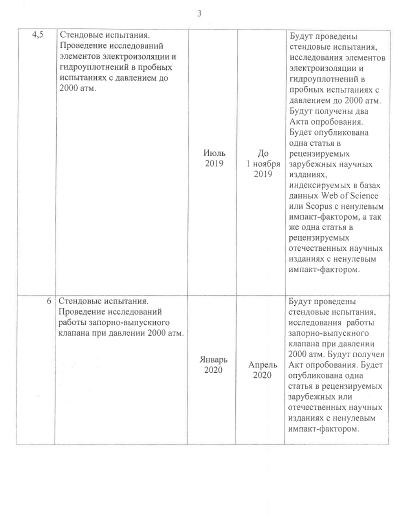 3
4,5
Стендовые испытания.
Проведение исследований
элементов электроизоляции и
гидроуплотнений в пробных
испытаниях с давлением до
2000 атм.
Июль
2019
До
1 ноября
2019
Будут проведены
стендовые испытания,
исследования элементов
электроизоляции и
гидроуплотнений в
пробных испытаниях с
давлением до 2000 атм.
Будут получены два
Акта опробования.
Будет опубликована
одна статья в
рецензируемых
зарубежных научных
изданиях,
индексируемых в базах
данных Web of Science
или Scopus с ненулевым
импакт-фактором, а так
же одна статья в
рецензируемых
отечественных научных
изданиях с ненулевым
импакт-фактором.
6
Стендовые испытания.
Проведение исследований
работы запорно-выпускного
клапана при давлении 2000 атм.
Январь
2020
Апрель
2020
Будут проведены
стендовые испытания,
исследования работы
запорно-выпускного
клапана при давлении
2000 атм. Будут получен
Акт опробования. Будет
опубликована одна
статья в рецензируемых
зарубежных или
отечественных научных
изданиях с ненулевым
импакт-фактором.